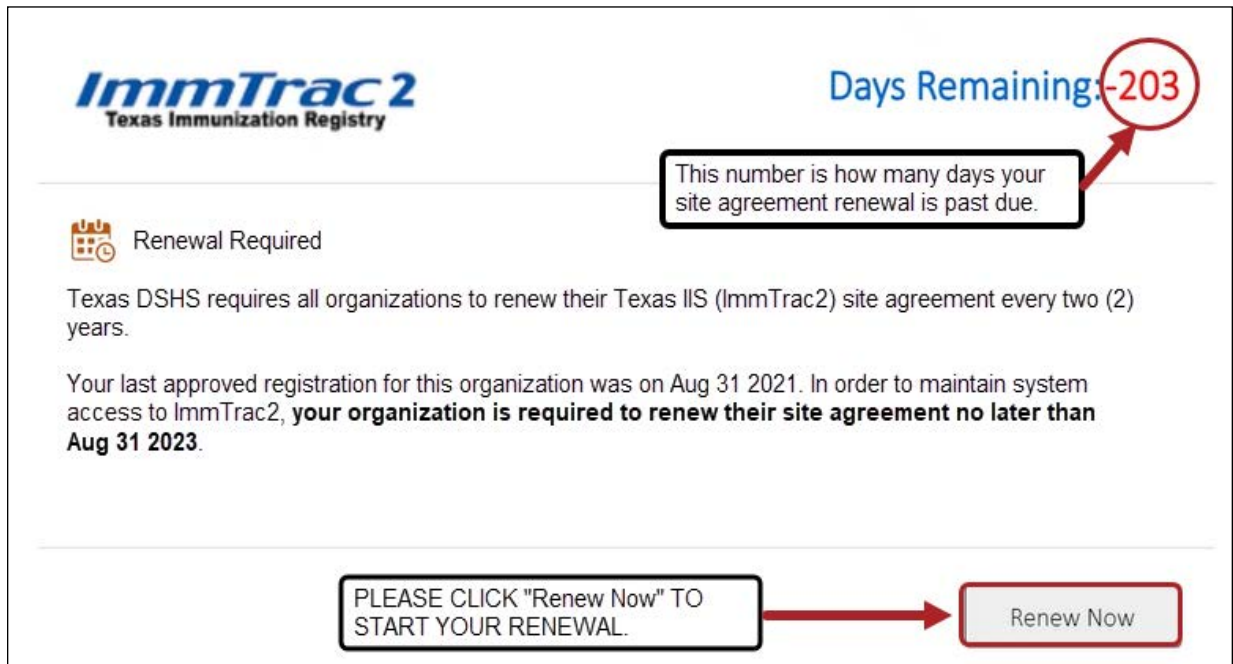 ImmTrac2
Texas Immunization Registry
Days Remaining:-203
This number is how many days your
site agreement renewal is past due.
Renewal Required
Texas DSHS requires all organizations to renew their Texas IIS (ImmTrac2) site agreement every two (2)
years.
Your last approved registration for this organization was on Aug 31 2021. In order to maintain system
access to ImmTrac2, your organization is required to renew their site agreement no later than
Aug 31 2023.
PLEASE CLICK "Renew Now" TO
START YOUR RENEWAL.
Renew Now